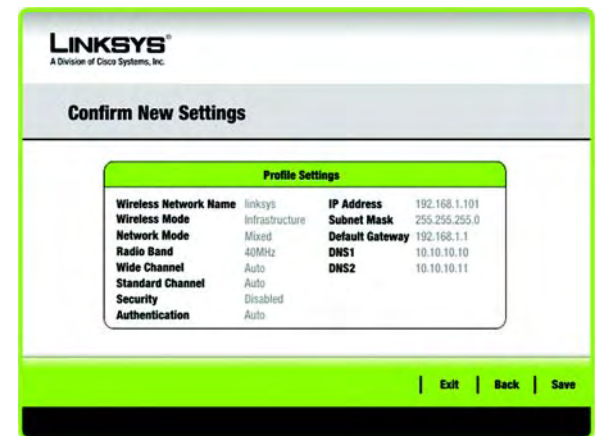 LINKSYS®
A Division of Cisco Systems, Inc.
Confirm New Settings
Profile Settings
Wireless Network Name linksys
Wireless Mode Infrastructure
Network Mode Mixed
Radio Band 40MHz
Wide Channel Auto
Standard Channel Auto
Security Disabled
Authentication Auto
IP Address 192.168.1.101
Subnet Mask 255.255.255.0
Default Gateway 192.168.1.1
DNS1 10.10.10.10
DNS2 10.10.10.11
Exit | Back | Save